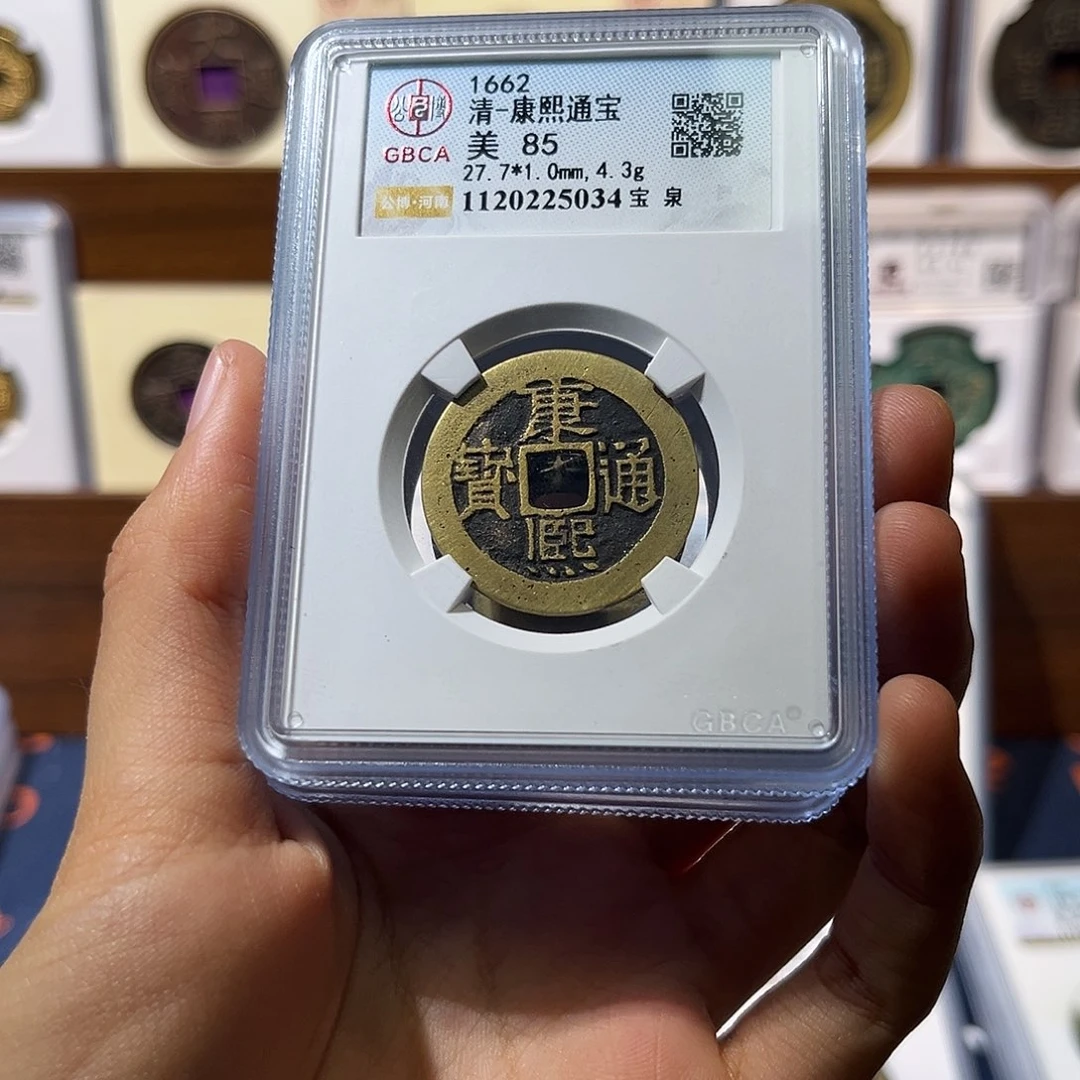 1662
清-康熙通宝
美 85
27.7*1.0mm,4.3g
GBCA
公博·河南
1120225034 宝 泉
康
寶 通
熙
GBCA